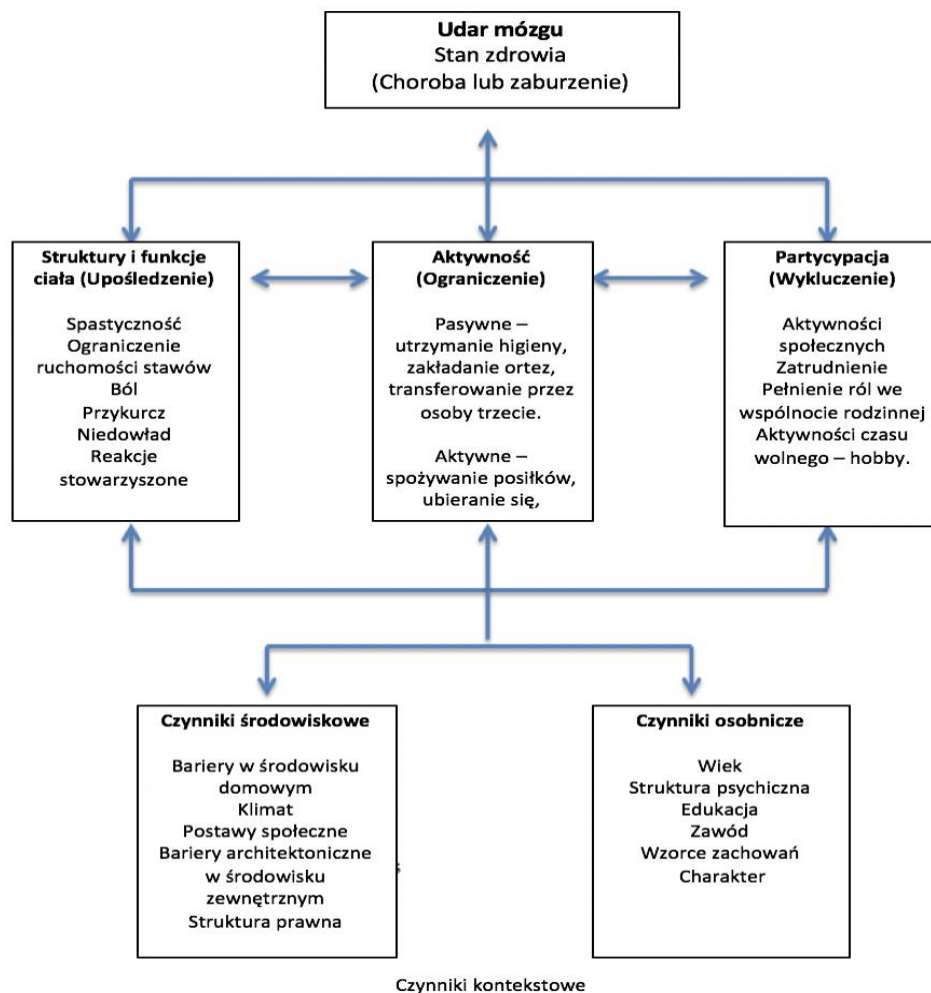 Udar mózgu
Stan zdrowia
(Choroba lub zaburzenie)
Struktury i funkcje
ciała (Upośledzenie)
Spastyczność
Ograniczenie
ruchomości stawów
Ból
Przykurcz
Niedowład
Reakcje
stowarzyszone
Aktywność
(Ograniczenie)
Pasywne –
utrzymanie higieny,
zakładanie ortez,
transferowanie przez
osoby trzecie.
Aktywne –
spożywanie posiłków,
ubieranie się,
Partycypacja
(Wykluczenie)
Aktywności
społecznych
Zatrudnienie
Pełnienie ról we
wspólnocie rodzinnej
Aktywności czasu
wolnego – hobby.
Czynniki środowiskowe
Bariery w środowisku
domowym
Klimat
Postawy społeczne
Bariery architektoniczne
w środowisku
zewnętrznym
Struktura prawna
s
Czynniki osobnicze
Wiek
Struktura psychiczna
Edukacja
Zawód
Wzorce zachowań
Charakter
Czynniki kontekstowe